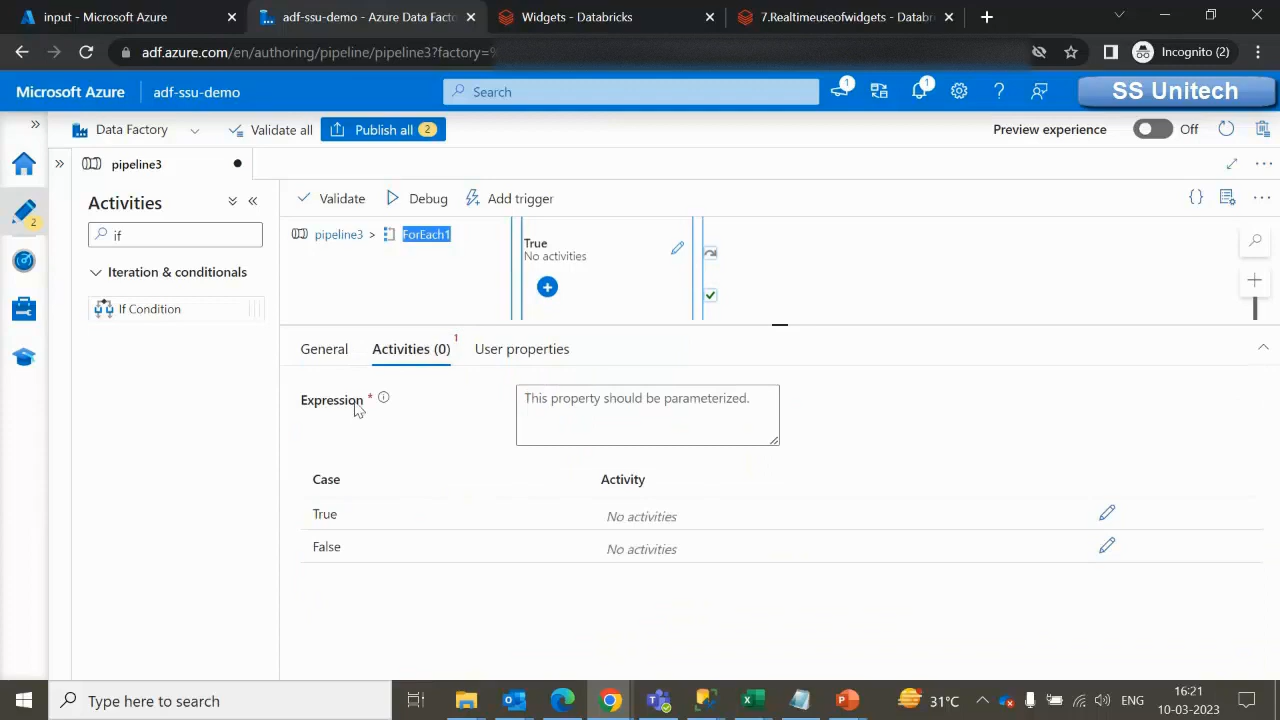 input - Microsoft Azure
adf-ssu-demo - Azure Data Factory
Widgets - Databricks
7.Realtimeuseofwidgets - Databri
adf.azure.com/en/authoring/pipeline/pipeline3?factory=%
Incognito (2)
Microsoft Azure
adf-ssu-demo
Search
1
1
SS Unitech
Data Factory
Validate all
Publish all
2
Preview experience
Off
pipeline3
2
Activities
if
Iteration & conditionals
If Condition
Validate
Debug
Add trigger
pipeline3 > ForEach1
True
No activities
General
Activities (0)
1
User properties
Expression *
This property should be parameterized.
Case
Activity
True
No activities
False
No activities
Type here to search
31°C
ENG
16:21
10-03-2023